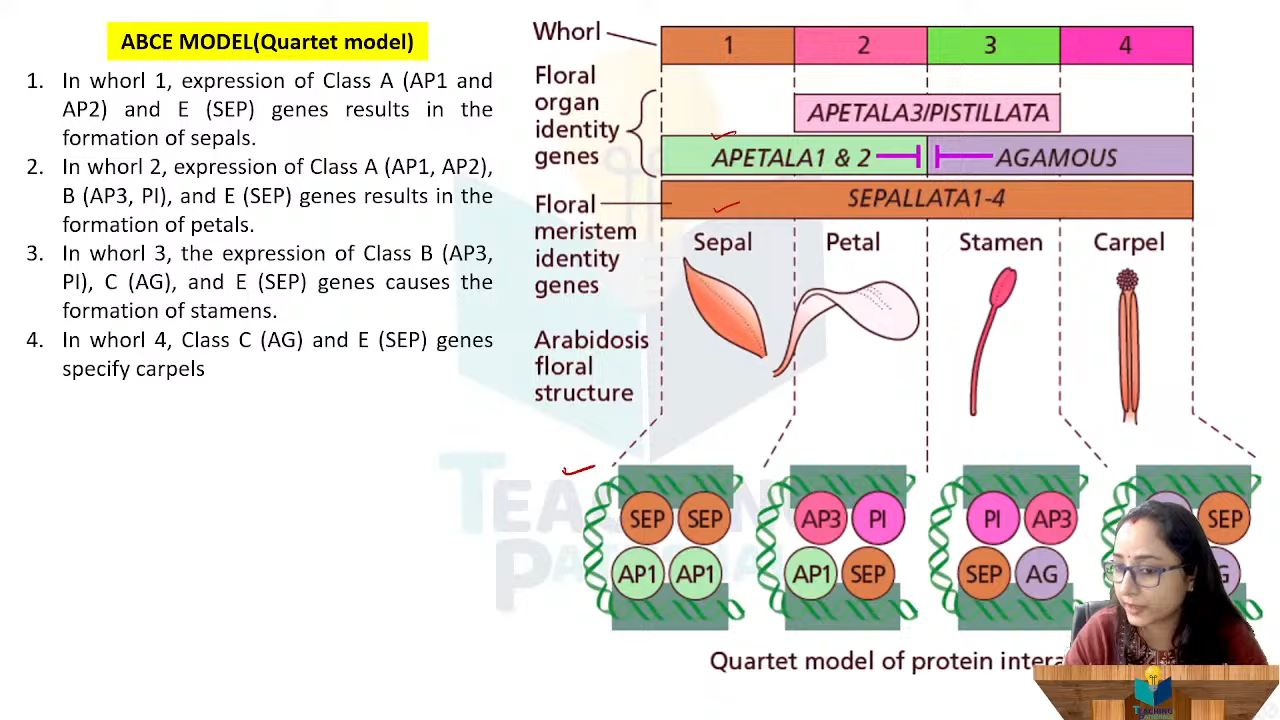 ABCE MODEL(Quartet model)
1. In whorl 1, expression of Class A (AP1 and
AP2) and E (SEP) genes results in the
formation of sepals.
2. In whorl 2, expression of Class A (AP1, AP2),
B (AP3, PI), and E (SEP) genes results in the
formation of petals.
3. In whorl 3, the expression of Class B (AP3,
PI), C (AG), and E (SEP) genes causes the
formation of stamens.
4. In whorl 4, Class C (AG) and E (SEP) genes
specify carpels
Whorl
1 2 3 4
Floral
organ
identity
genes
APETALA3/PISTILLATA
APETALA1 & 2 AGAMOUS
SEPALLATA1-4
Floral
meristem
identity
genes
Sepal Petal Stamen Carpel
Arabidosis
floral
structure
SEP SEP AP3 PI PI AP3 SEP
AP1 AP1 AP1 SEP SEP AG
Quartet model of protein
TEACHING
TEACHING